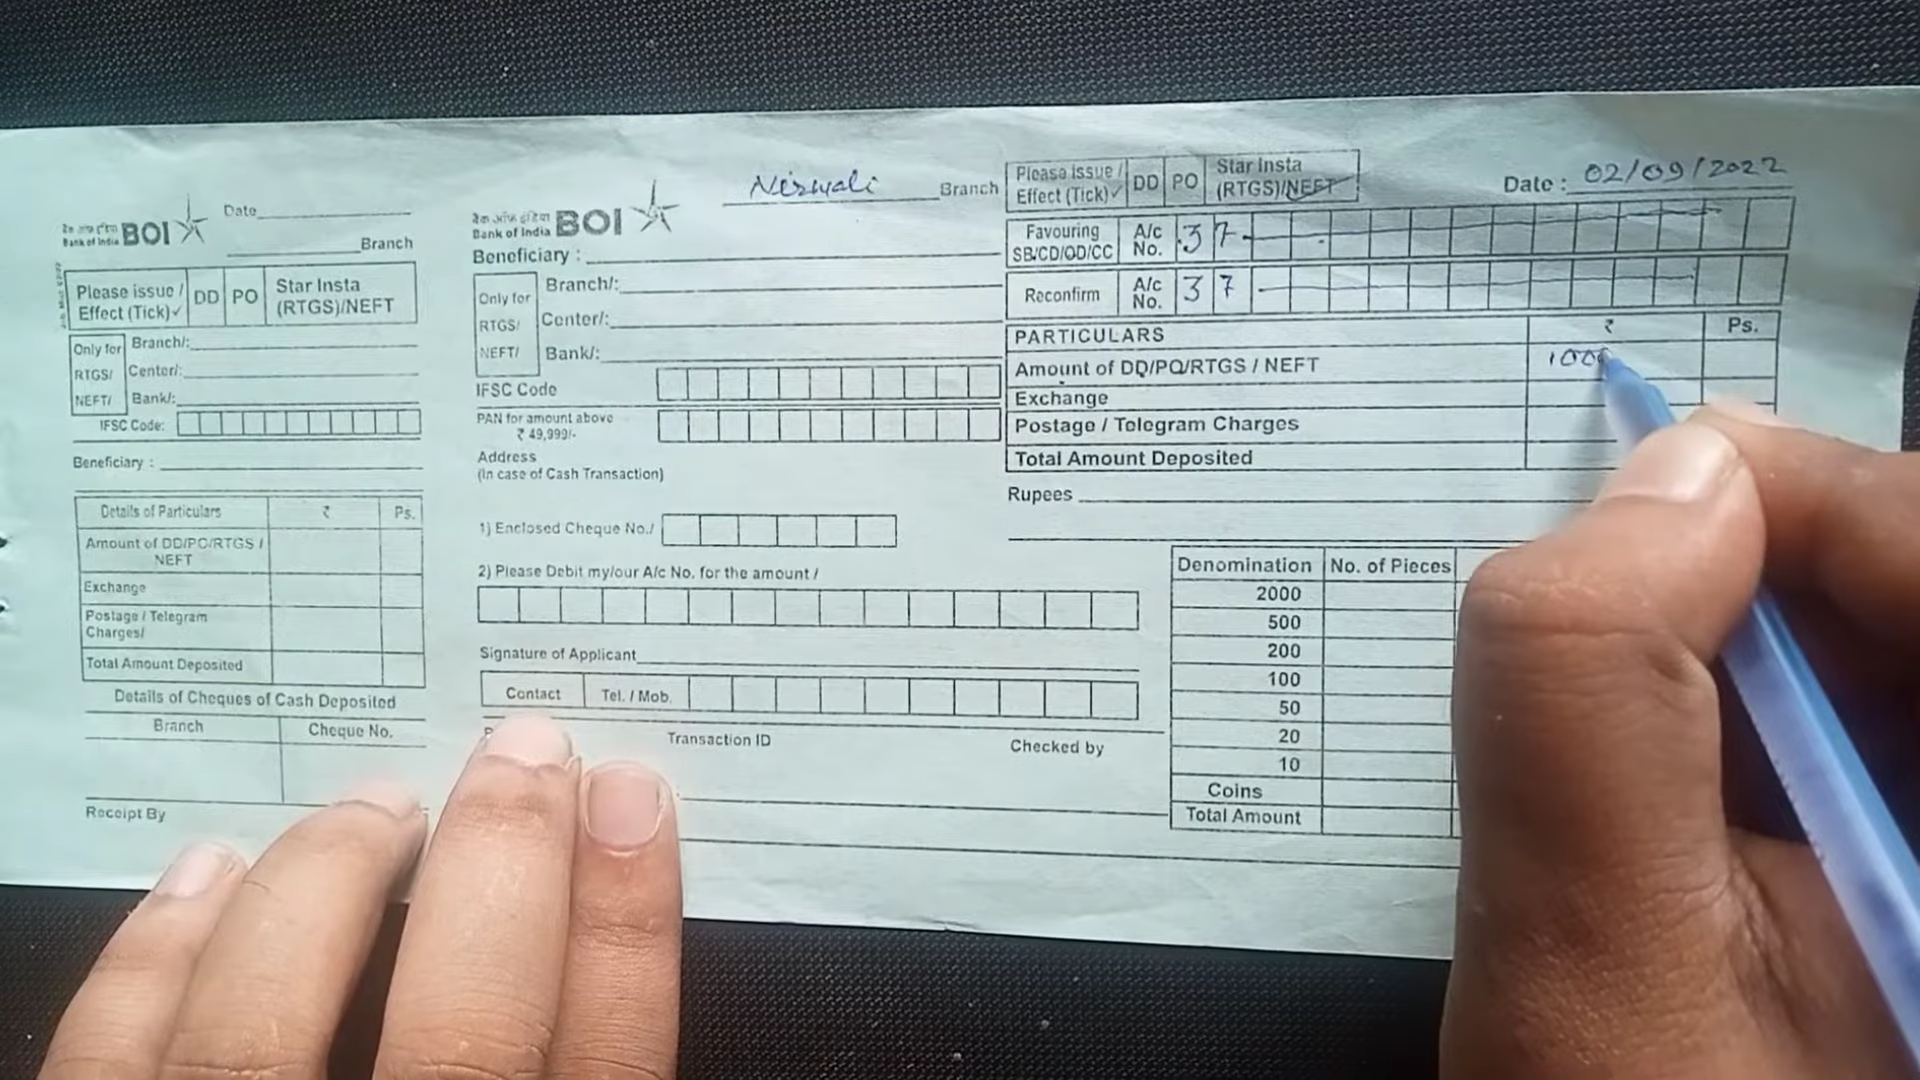 Date
बैंक ऑफ इंडिया
Bank of India BOI
Branch
Please issue / Effect (Tick)✓ DD PO Star Insta (RTGS)/NEFT
Only for RTGS/ NEFT/
Branch/:
Center/:
Bank/:
IFSC Code:
Beneficiary :
Details of Particulars ₹ Ps.
Amount of DD/PO/RTGS / NEFT
Exchange
Postage / Telegram Charges/
Total Amount Deposited
Details of Cheques of Cash Deposited
Branch Cheque No.
Receipt By
बैंक ऑफ इंडिया
Bank of India BOI
Nirmali Branch
Beneficiary :
Only for RTGS/ NEFT/
Branch/:
Center/:
Bank/:
IFSC Code
PAN for amount above
₹ 49,999/-
Address
(In case of Cash Transaction)
1) Enclosed Cheque No./
2) Please Debit my/our A/c No. for the amount /
Signature of Applicant
Contact Tel. / Mob.
Transaction ID Checked by
Please issue / Effect (Tick)✓ DD PO Star Insta (RTGS)/NEFT
Date : 02/09/2022
Favouring SB/CD/OD/CC A/c No. 37
Reconfirm A/c No. 37
PARTICULARS ₹ Ps.
Amount of DD/PO/RTGS / NEFT 1000
Exchange
Postage / Telegram Charges
Total Amount Deposited
Rupees
Denomination No. of Pieces
2000
500
200
100
50
20
10
Coins
Total Amount